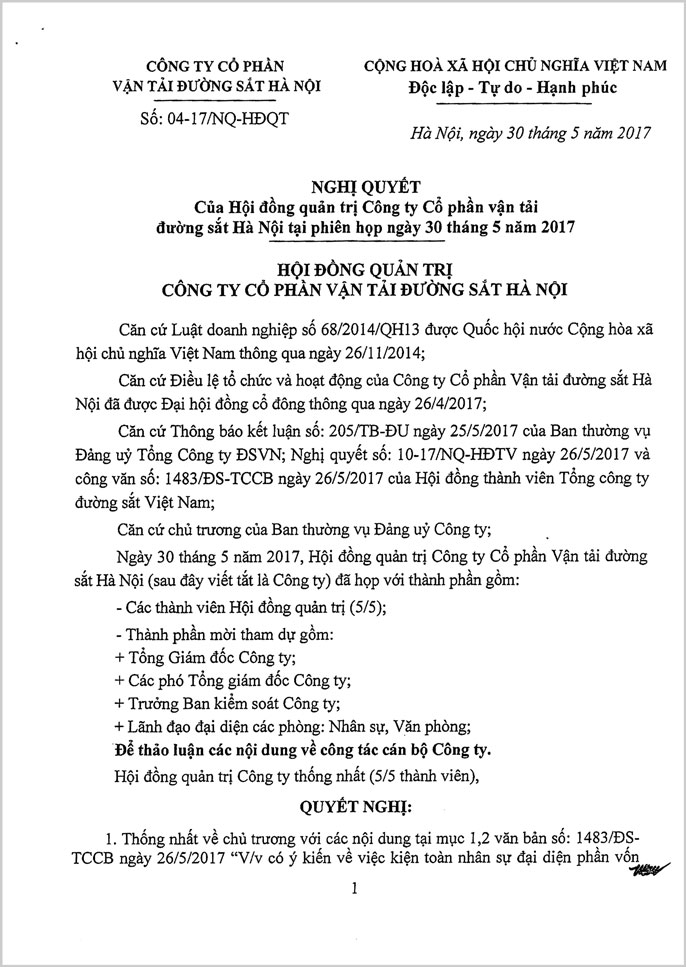 CÔNG TY CỔ PHẦN
VẬN TẢI ĐƯỜNG SẮT HÀ NỘI
Số: 04-17/NQ-HĐQT
CỘNG HOÀ XÃ HỘI CHỦ NGHĨA VIỆT NAM
Độc lập - Tự do - Hạnh phúc
Hà Nội, ngày 30 tháng 5 năm 2017
NGHỊ QUYẾT
Của Hội đồng quản trị Công ty Cổ phần vận tải
đường sắt Hà Nội tại phiên họp ngày 30 tháng 5 năm 2017
HỘI ĐỒNG QUẢN TRỊ
CÔNG TY CỔ PHẦN VẬN TẢI ĐƯỜNG SẮT HÀ NỘI
Căn cứ Luật doanh nghiệp số 68/2014/QH13 được Quốc hội nước Cộng hòa xã
hội chủ nghĩa Việt Nam thông qua ngày 26/11/2014;
Căn cứ Điều lệ tổ chức và hoạt động của Công ty Cổ phần Vận tải đường sắt Hà
Nội đã được Đại hội đồng cổ đông thông qua ngày 26/4/2017;
Căn cứ Thông báo kết luận số: 205/TB-ĐU ngày 25/5/2017 của Ban thường vụ
Đảng uỷ Tổng Công ty ĐSVN; Nghị quyết số: 10-17/NQ-HĐTV ngày 26/5/2017 và
công văn số: 1483/ĐS-TCCB ngày 26/5/2017 của Hội đồng thành viên Tổng công ty
đường sắt Việt Nam;
Căn cứ chủ trương của Ban thường vụ Đảng uỷ Công ty;
Ngày 30 tháng 5 năm 2017, Hội đồng quản trị Công ty Cổ phần Vận tải đường
sắt Hà Nội (sau đây viết tắt là Công ty) đã họp với thành phần gồm:
- Các thành viên Hội đồng quản trị (5/5);
- Thành phần mời tham dự gồm:
+ Tổng Giám đốc Công ty;
+ Các phó Tổng giám đốc Công ty;
+ Trưởng Ban kiểm soát Công ty;
+ Lãnh đạo đại diện các phòng: Nhân sự, Văn phòng;
Để thảo luận các nội dung về công tác cán bộ Công ty.
Hội đồng quản trị Công ty thống nhất (5/5 thành viên),
QUYẾT NGHỊ:
1. Thống nhất về chủ trương với các nội dung tại mục 1,2 văn bản số: 1483/ĐS-
TCCB ngày 26/5/2017 “V/v có ý kiến về việc kiện toàn nhân sự đại diện phần vốn
1